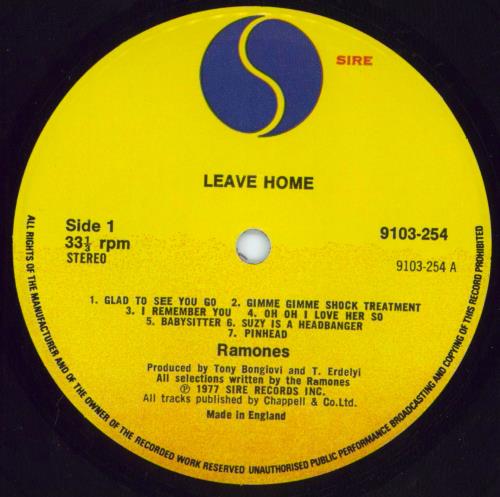 SIRE
LEAVE HOME
Side 1
33⅓ rpm
STEREO
9103-254
9103-254 A
1. GLAD TO SEE YOU GO 2. GIMME GIMME SHOCK TREATMENT
3. I REMEMBER YOU 4. OH OH I LOVE HER SO
5. BABYSITTER 6. SUZY IS A HEADBANGER
7. PINHEAD
Ramones
Produced by Tony Bongiovi and T. Erdelyi
All selections written by the Ramones
℗ 1977 SIRE RECORDS INC.
All tracks published by Chappell & Co.Ltd.
Made in England
ALL RIGHTS OF THE MANUFACTURER AND OF THE OWNER OF THE RECORDED WORK RESERVED UNAUTHORISED PUBLIC PERFORMANCE BROADCASTING AND COPYING OF THIS RECORD PROHIBITED